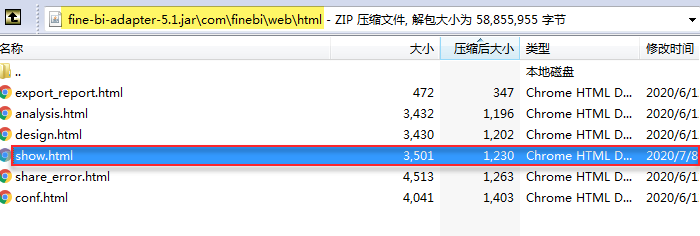 fine-bi-adapter-5.1.jar\com\finebi\web\html - ZIP 压缩文件, 解包大小为 58,855,955 字节
名称 大小 压缩后大小 类型 修改时间
.. 本地磁盘
export_report.html 472 347 Chrome HTML D... 2020/6/1
analysis.html 3,432 1,196 Chrome HTML D... 2020/6/1
design.html 3,430 1,202 Chrome HTML D... 2020/6/1
show.html 3,501 1,230 Chrome HTML D... 2020/7/8
share_error.html 4,513 1,263 Chrome HTML D... 2020/6/1
conf.html 4,041 1,403 Chrome HTML D... 2020/6/1